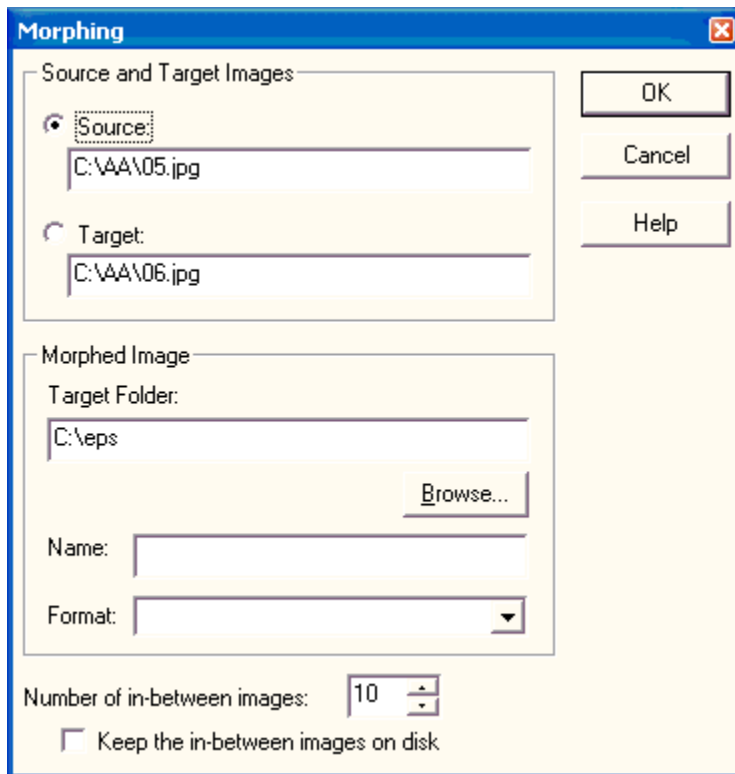 Morphing
Source and Target Images
OK
Source:
C:\AA\05.jpg
Cancel
Target:
Help
C:\AA\06.jpg
Morphed Image
Target Folder:
C:\eps
Browse...
Name:
Format:
Number of in-between images: 10
Keep the in-between images on disk